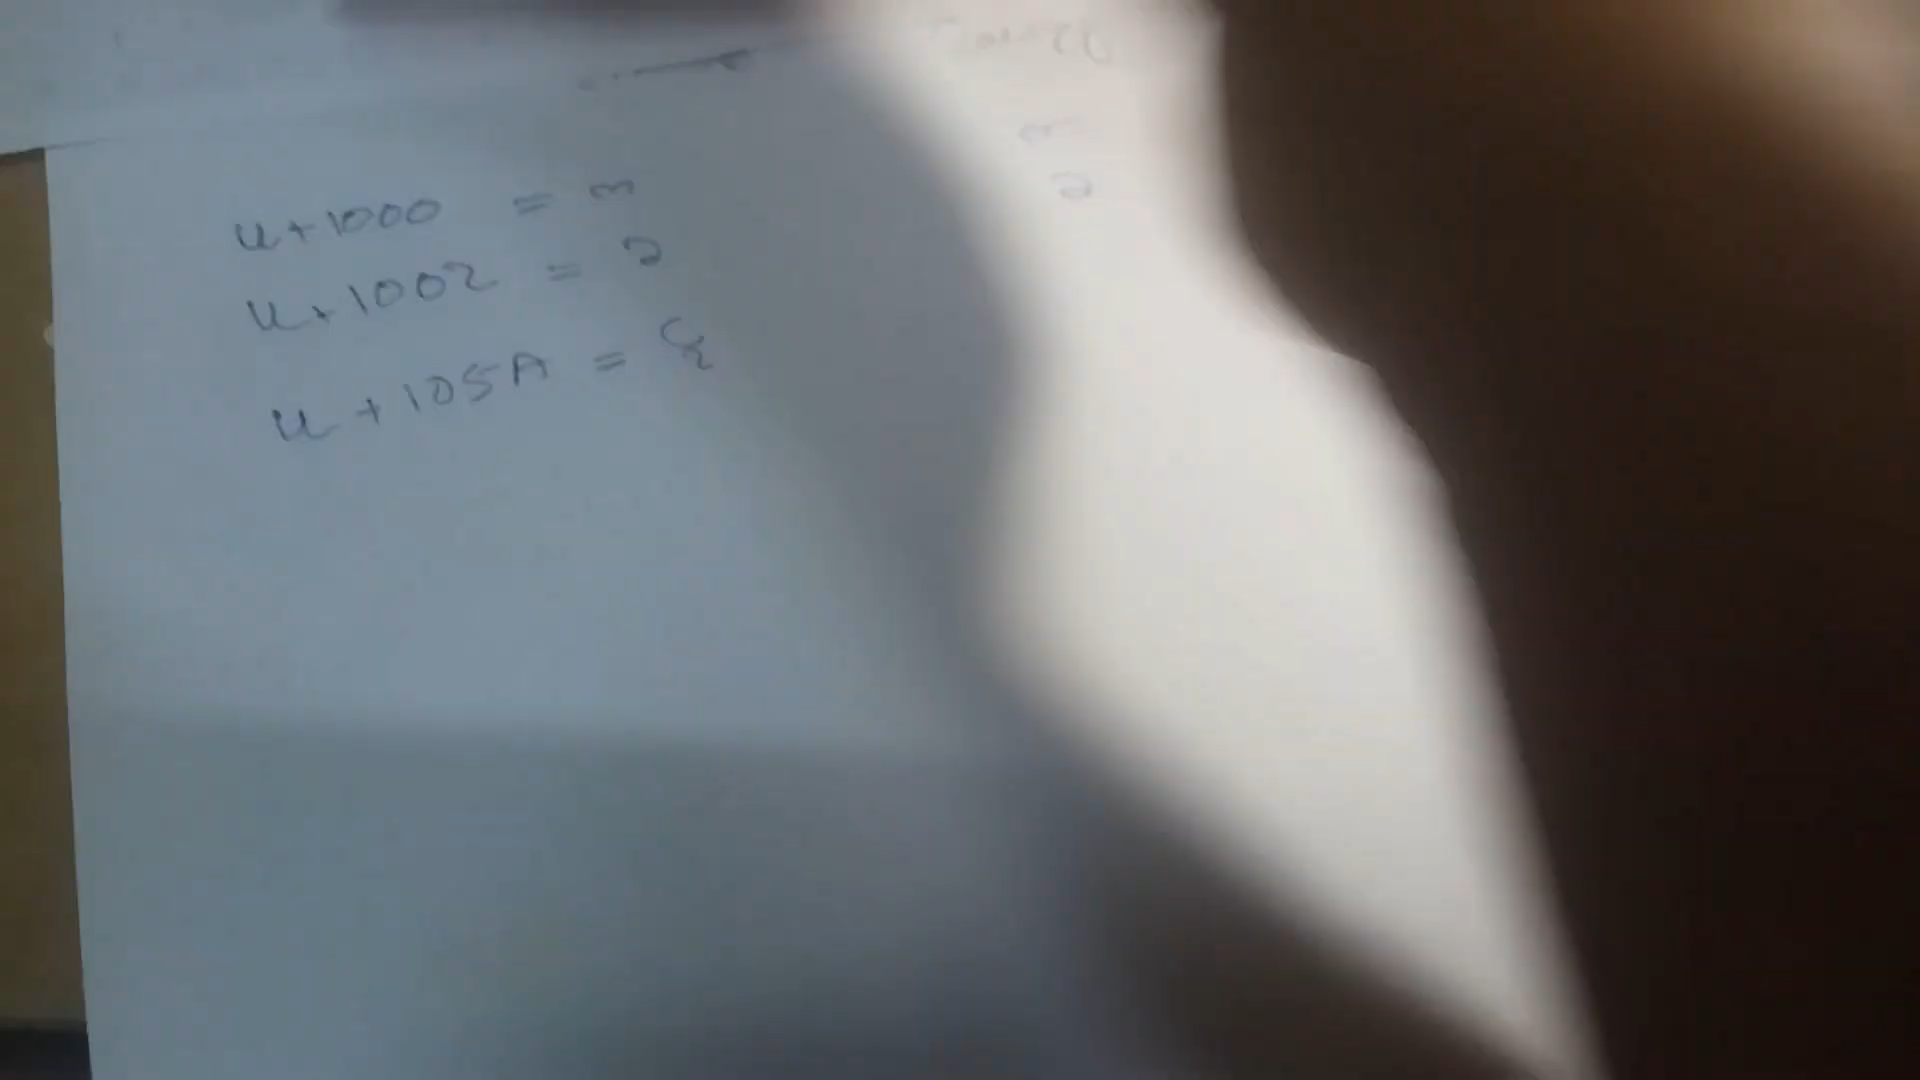 u+1000 = က
u+1002 = ဂ
u+105A = ၚ